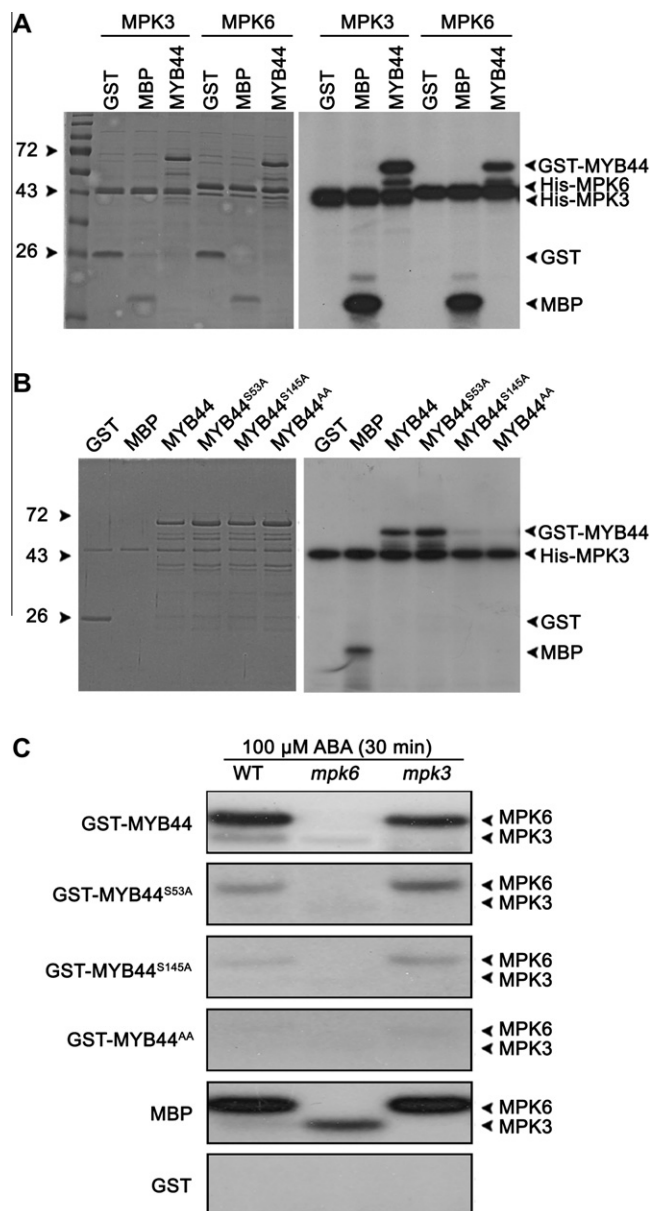 A
MPK3 MPK6 MPK3 MPK6
GST MBP MYB44 GST MBP MYB44 GST MBP MYB44 GST MBP MYB44
72
43
26
GST-MYB44
His-MPK6
His-MPK3
GST
MBP
B
GST MBP MYB44 MYB44S53A MYB44S145A MYB44AA GST MBP MYB44 MYB44S53A MYB44S145A MYB44AA
72
43
26
GST-MYB44
His-MPK3
GST
MBP
C
100 µM ABA (30 min)
WT mpk6 mpk3
GST-MYB44 MPK6
MPK3
GST-MYB44S53A MPK6
MPK3
GST-MYB44S145A MPK6
MPK3
GST-MYB44AA MPK6
MPK3
MBP MPK6
MPK3
GST